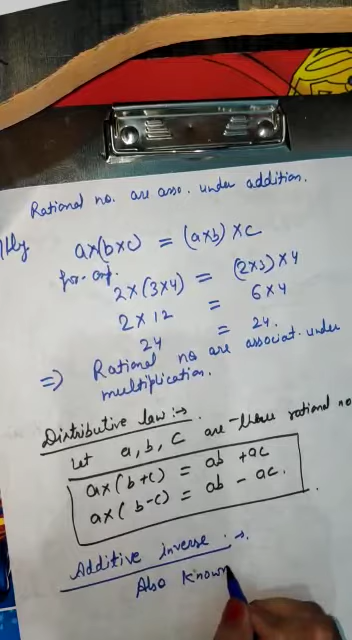 Rational no. are asso. under addition.
lly a×(b×c) = (a×b)×c
for-
2×(3×4) = (2×3)×4
2×12 = 6×4
24 = 24.
⇒ Rational no are associat. under
multiplication.
Distributive law :→.
let a, b, c are three rational no
a×(b+c) = ab +ac
a×(b-c) = ab - ac.
Additive inverse :→.
Also known